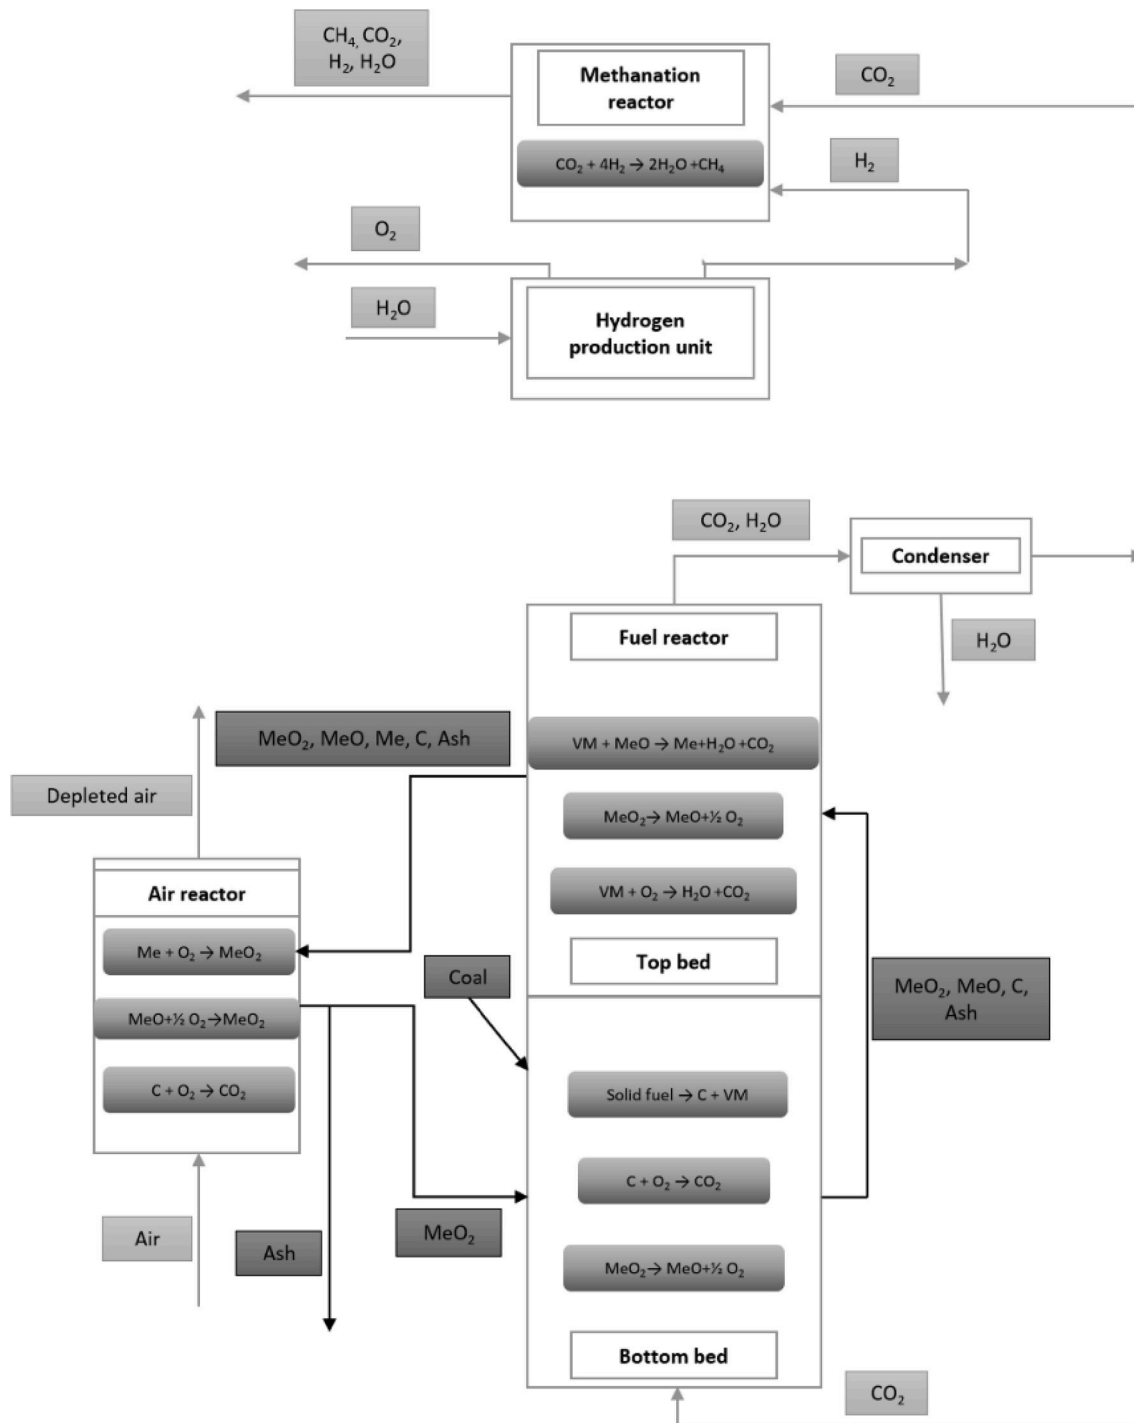 CH₄, CO₂,
H₂, H₂O
Methanation
reactor
CO₂
CO₂ + 4H₂ → 2H₂O +CH₄
H₂
O₂
H₂O
Hydrogen
production unit
CO₂, H₂O
Condenser
H₂O
Fuel reactor
MeO₂, MeO, Me, C, Ash
VM + MeO → Me+H₂O +CO₂
Depleted air
MeO₂→ MeO+½ O₂
VM + O₂ → H₂O +CO₂
Air reactor
Me + O₂ → MeO₂
Top bed
Coal
MeO₂, MeO, C,
Ash
MeO+½ O₂→MeO₂
C + O₂ → CO₂
Solid fuel → C + VM
C + O₂ → CO₂
MeO₂
Air
Ash
MeO₂→ MeO+½ O₂
Bottom bed
CO₂